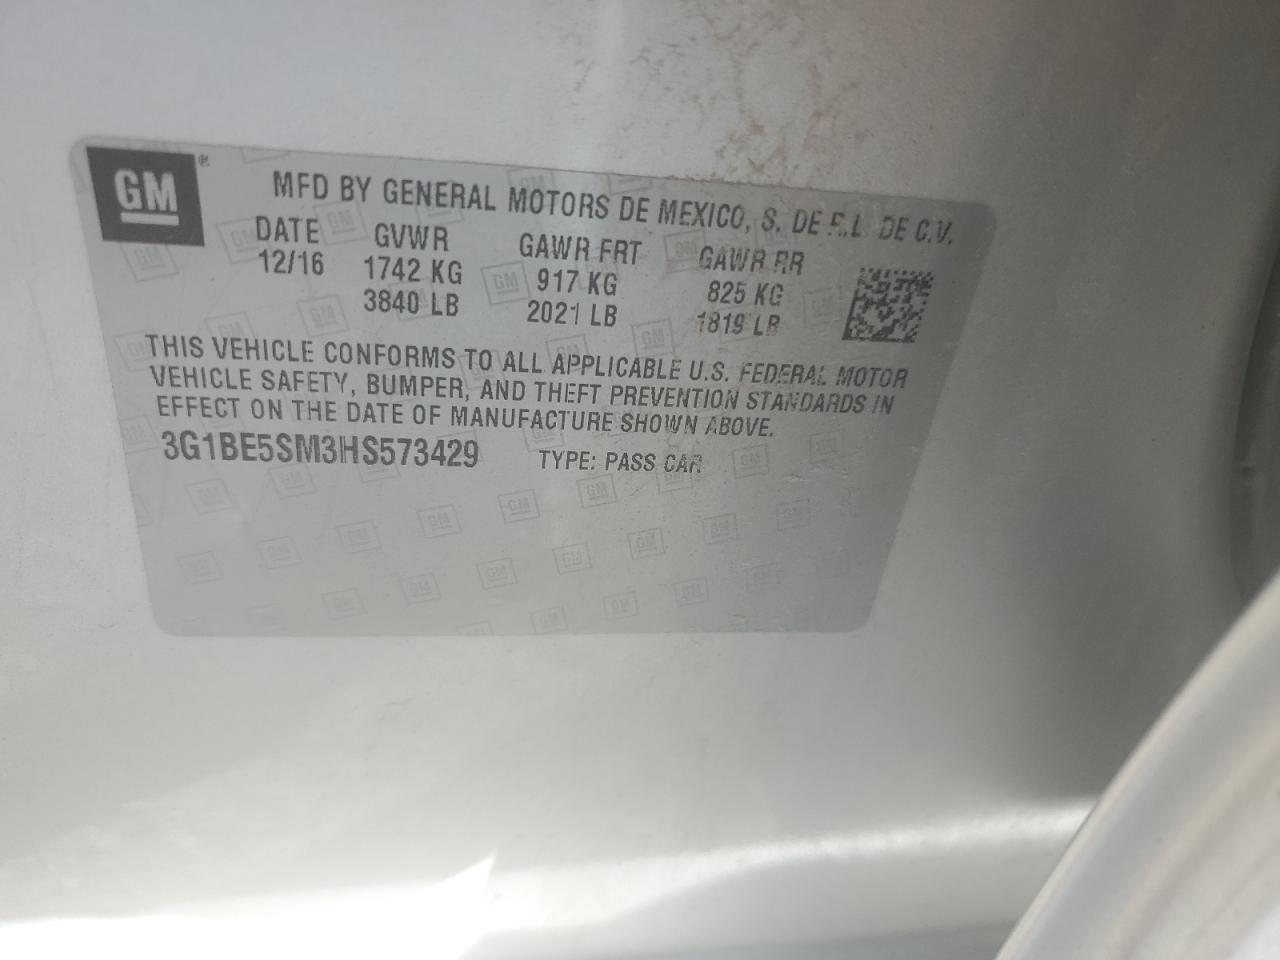 GM ®
MFD BY GENERAL MOTORS DE MEXICO, S. DE R.L. DE C.V.
DATE GVWR GAWR FRT GAWR RR
12/16 1742 KG 917 KG 825 KG
3840 LB 2021 LB 1819 LB
THIS VEHICLE CONFORMS TO ALL APPLICABLE U.S. FEDERAL MOTOR
VEHICLE SAFETY, BUMPER, AND THEFT PREVENTION STANDARDS IN
EFFECT ON THE DATE OF MANUFACTURE SHOWN ABOVE.
3G1BE5SM3HS573429 TYPE: PASS CAR